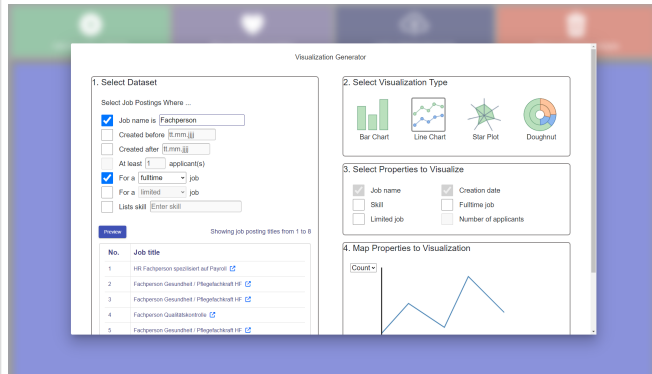 Visualization Generator
1. Select Dataset
Select Job Postings Where ...
Job name is Fachperson
Created before tt.mm.jjjj
Created after tt.mm.jjjj
At least 1 applicant(s)
For a fulltime job
For a limited job
Lists skill Enter skill
Preview
Showing job posting titles from 1 to 8
No. Job title
1 HR Fachperson spezilisiert auf Payroll
2 Fachperson Gesundheit / Pflegefachkraft HF
3 Fachperson Gesundheit / Pflegefachkraft HF
4 Fachperson Qualitätskontrolle
5 Fachperson Gesundheit / Pflegefachkraft HF
2. Select Visualization Type
Bar Chart Line Chart Star Plot Doughnut
3. Select Properties to Visualize
Job name Creation date
Skill Fulltime job
Limited job Number of applicants
4. Map Properties to Visualization
Count